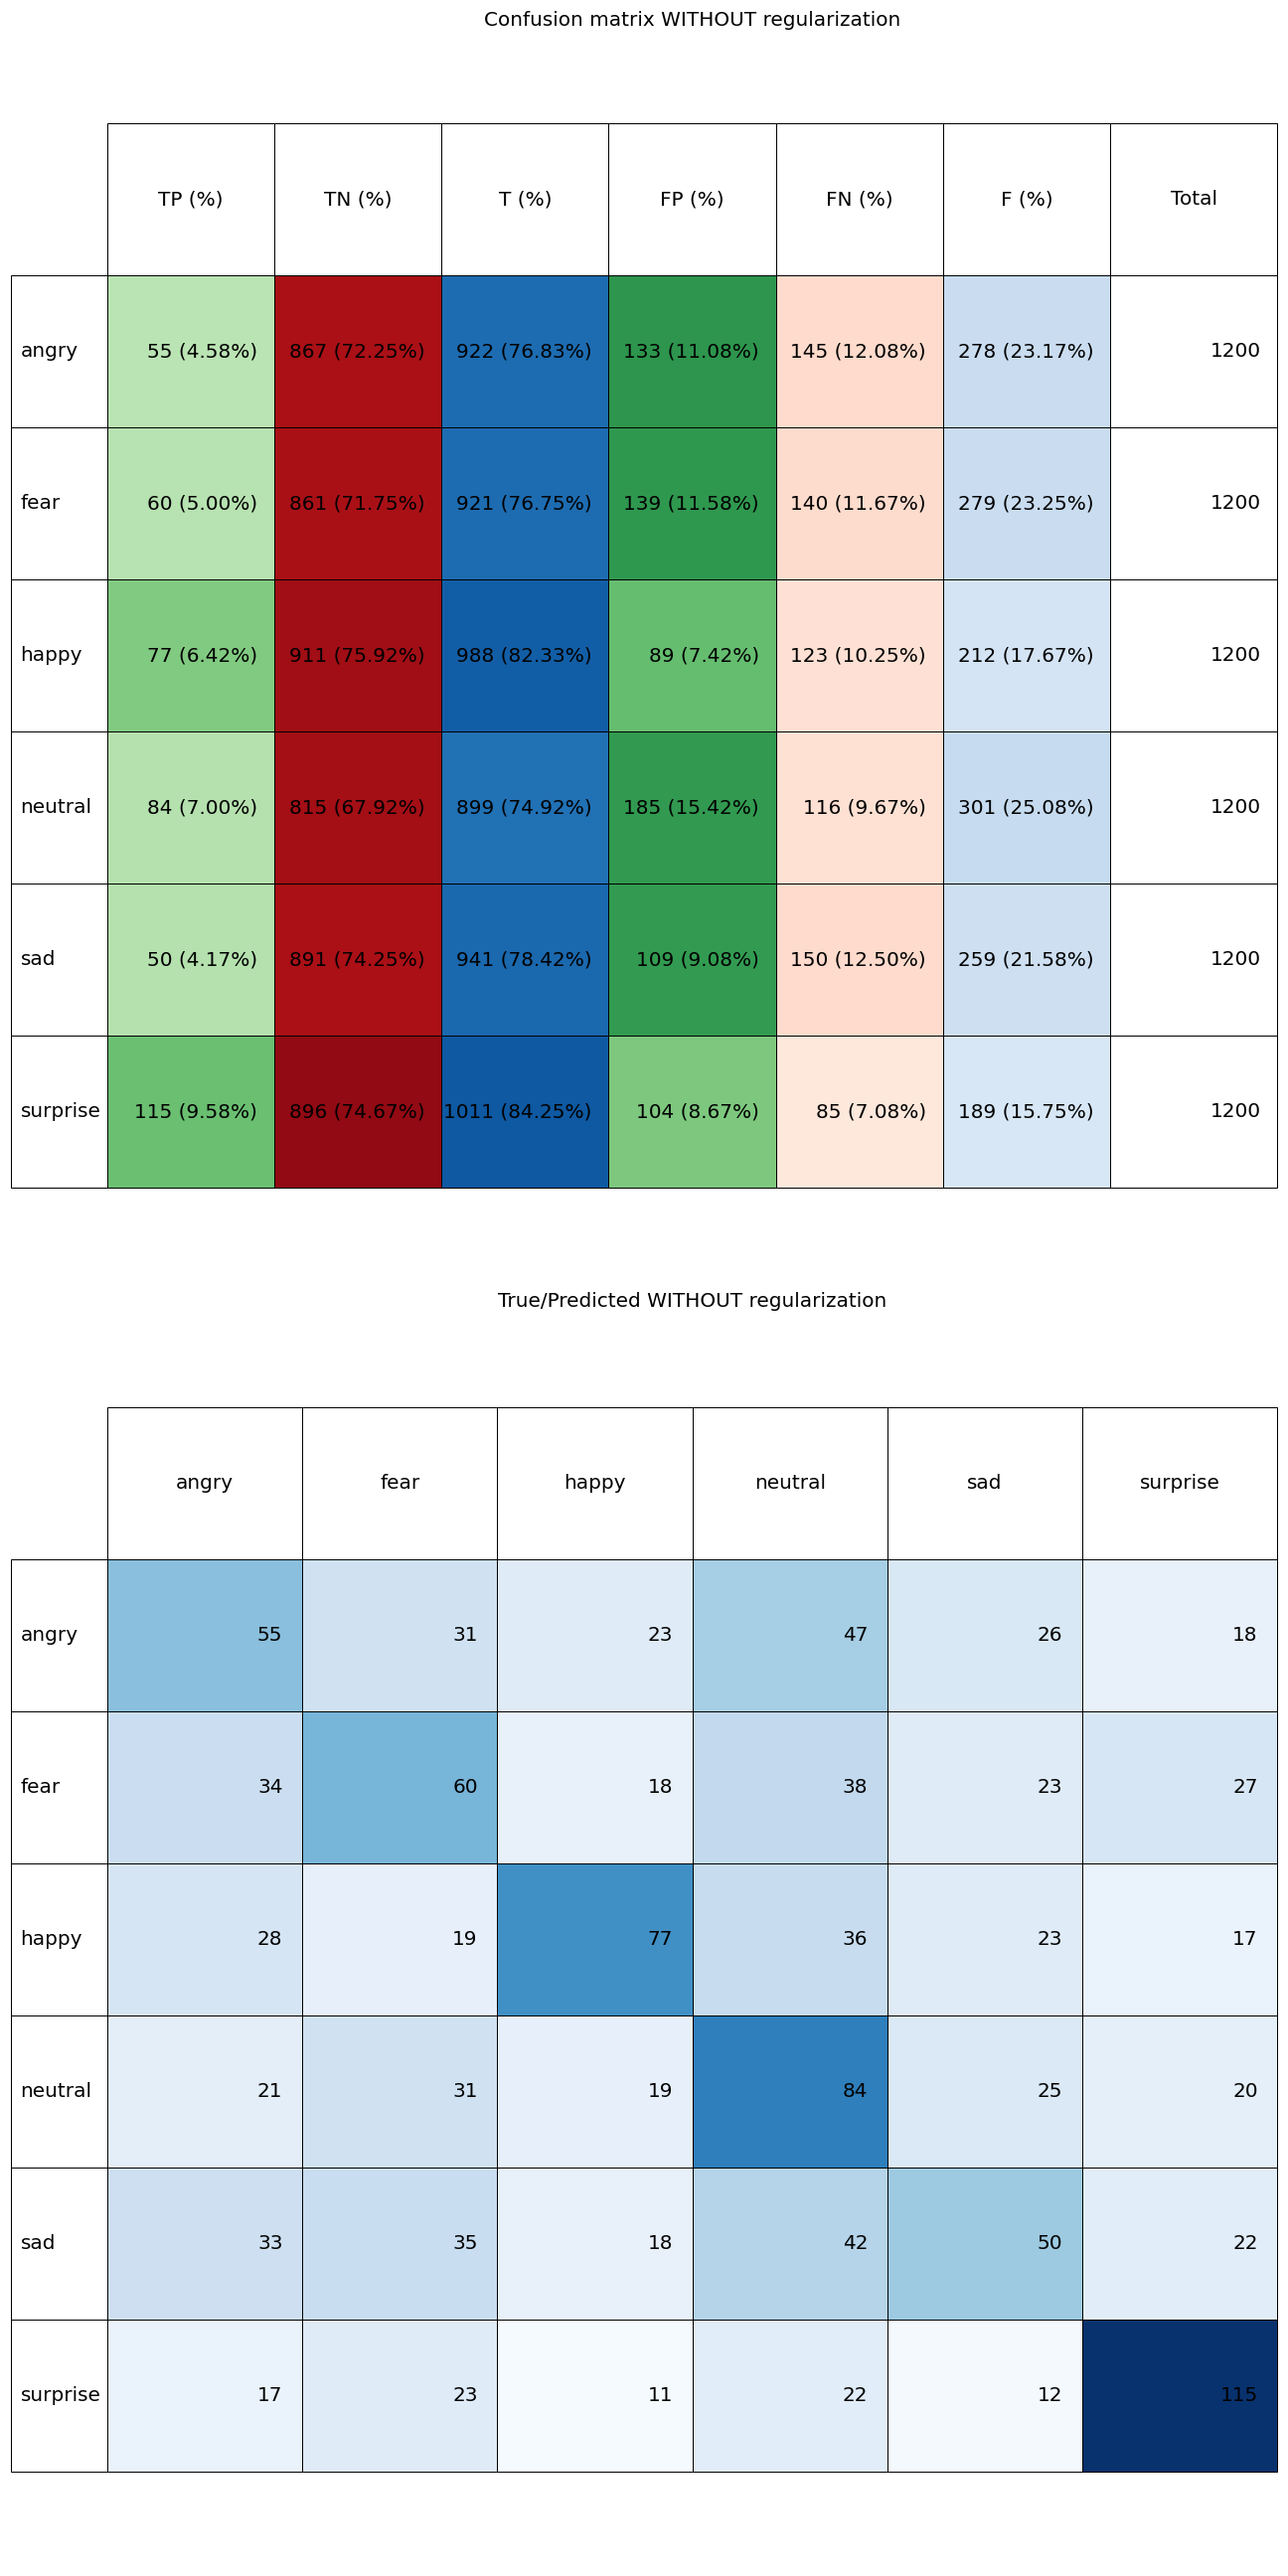 Confusion matrix WITHOUT regularization
TP (%) TN (%) T (%) FP (%) FN (%) F (%) Total
angry 55 (4.58%) 867 (72.25%) 922 (76.83%) 133 (11.08%) 145 (12.08%) 278 (23.17%) 1200
fear 60 (5.00%) 861 (71.75%) 921 (76.75%) 139 (11.58%) 140 (11.67%) 279 (23.25%) 1200
happy 77 (6.42%) 911 (75.92%) 988 (82.33%) 89 (7.42%) 123 (10.25%) 212 (17.67%) 1200
neutral 84 (7.00%) 815 (67.92%) 899 (74.92%) 185 (15.42%) 116 (9.67%) 301 (25.08%) 1200
sad 50 (4.17%) 891 (74.25%) 941 (78.42%) 109 (9.08%) 150 (12.50%) 259 (21.58%) 1200
surprise 115 (9.58%) 896 (74.67%) 1011 (84.25%) 104 (8.67%) 85 (7.08%) 189 (15.75%) 1200
True/Predicted WITHOUT regularization
angry fear happy neutral sad surprise
angry 55 31 23 47 26 18
fear 34 60 18 38 23 27
happy 28 19 77 36 23 17
neutral 21 31 19 84 25 20
sad 33 35 18 42 50 22
surprise 17 23 11 22 12 115